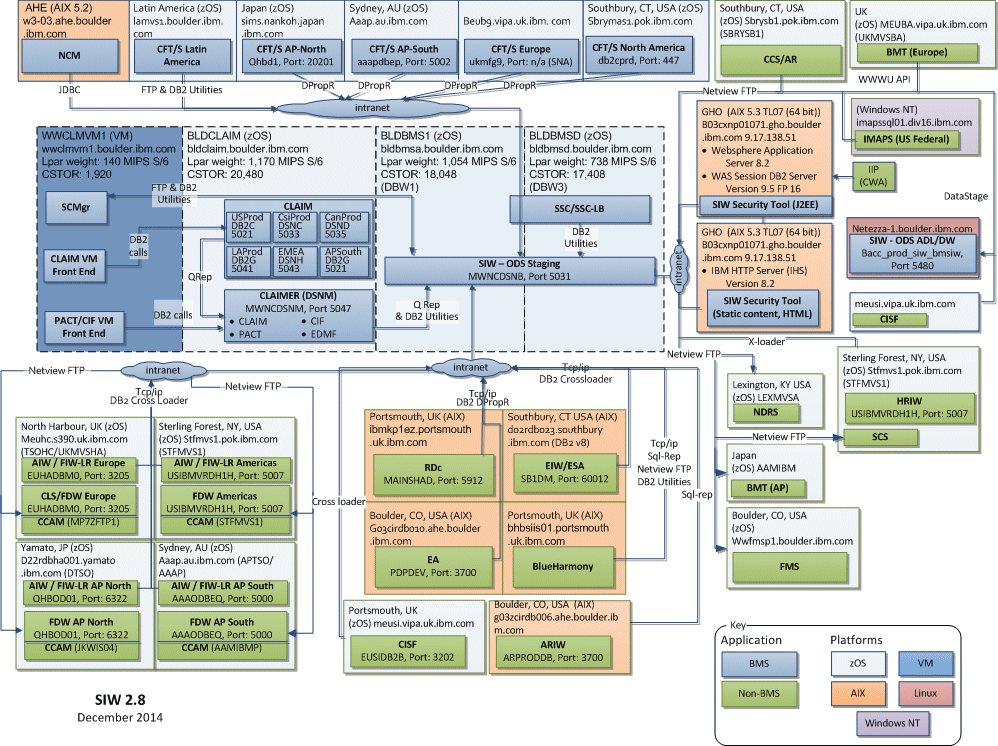 AHE (AIX 5.2)
w3-03.ahe.boulder
.ibm.com
NCM
Latin America (zOS)
lamvs1.boulder.ibm.
com
CFT/S Latin
America
Japan (zOS)
sims.nankoh.japan
.ibm.com
CFT/S AP-North
Qhbd1, Port: 20201
Sydney, AU (zOS)
Aaap.au.ibm.com
CFT/S AP-South
aaapdbep, Port: 5002
Beubg.vipa.uk.ibm. com
CFT/S Europe
ukmfg9, Port: n/a (SNA)
Southbury, CT, USA (zOS)
Sbrymas1.pok.ibm.com
CFT/S North America
db2cprd, Port: 447
Southbury, CT, USA
(zOS) Sbrysb1.pok.ibm.com
(SBRYSB1)
CCS/AR
UK
(zOS) MEUBA.vipa.uk.ibm.com
(UKMVSBA)
BMT (Europe)
JDBC
FTP & DB2 Utilities
DPropR
DPropR
DPropR
DPropR
intranet
WWWU API
Netview FTP
WWCLMVM1 (VM)
wwclmvm1.boulder.ibm.com
Lpar weight: 140 MIPS S/6
CSTOR: 1,920
BLDCLAIM (zOS)
bldclaim.boulder.ibm.com
Lpar weight: 1,170 MIPS S/6
CSTOR: 20,480
BLDBMS1 (zOS)
bldbmsa.boulder.ibm.com
Lpar weight: 1,054 MIPS S/6
CSTOR: 18,048
(DBW1)
BLDBMSD (zOS)
bldbmsd.boulder.ibm.com
Lpar weight: 738 MIPS S/6
CSTOR: 17,408
(DBW3)
FTP & DB2
Utilities
SCMgr
CLAIM VM
Front End
PACT/CIF VM
Front End
DB2
calls
DB2 calls
CLAIM
USProd
DB2C
5021
CsiProd
DSNC
5033
CanProd
DSND
5035
LAProd
DB2G
5041
EMEA
DSNH
5043
APSouth
DB2G
5021
QRep
CLAIMER (DSNM)
MWNCDSNM, Port: 5047
• CLAIM
• CIF
• PACT
• EDMF
SSC/SSC-LB
DB2
Utilities
SIW – ODS Staging
MWNCDSNB, Port 5031
Q Rep
& DB2 Utilities
intranet
GHO (AIX 5.3 TL07 (64 bit))
B03cxnp01071.gho.boulder
.ibm.com 9.17.138.51
• Websphere Application
Server 8.2
• WAS Session DB2 Server
Version 9.5 FP 16
SIW Security Tool (J2EE)
GHO (AIX 5.3 TL07 (64 bit))
B03cxnp01071.gho.boulder
.ibm.com 9.17.138.51
• IBM HTTP Server (IHS)
Version 8.2
SIW Security Tool
(Static content, HTML)
(Windows NT)
imapssql01.div16.ibm.com
IMAPS (US Federal)
IIP
(CWA)
DataStage
Netezza-1.boulder.ibm.com
SIW - ODS ADL/DW
Bacc_prod_siw_bmsiw,
Port 5480
meusi.vipa.uk.ibm.com
CISF
X-loader
Netview FTP
Sterling Forest, NY, USA
(zOS) Stfmvs1.pok.ibm.com
(STFMVS1)
HRIW
USIBMVRDH1H, Port: 5007
SCS
Lexington, KY USA
(zOS) LEXMVSA
NDRS
Netview FTP
Japan
(zOS) AAMIBM
BMT (AP)
Boulder, CO, USA
(zOS)
Wwfmsp1.boulder.ibm.com
FMS
Netview FTP
intranet
Netview FTP
Tcp/ip
DB2 Cross Loader
North Harbour, UK (zOS)
Meuhc.s390.uk.ibm.com
(TSOHC/UKMVSHA)
AIW / FIW-LR Europe
EUHADBM0, Port: 3205
CLS/FDW Europe
EUHADBM0, Port: 3205
CCAM (MP7ZFTP1)
Sterling Forest, NY, USA
(zOS) Stfmvs1.pok.ibm.com
(STFMVS1)
AIW / FIW-LR Americas
USIBMVRDH1H, Port: 5007
FDW Americas
USIBMVRDH1H, Port: 5007
CCAM (STFMVS1)
Yamato, JP (zOS)
D22rdbha001.yamato
.ibm.com (DTSO)
AIW / FIW-LR AP North
QHBOD01, Port: 6322
FDW AP North
QHBOD01, Port: 6322
CCAM (JKWIS04)
Sydney, AU (zOS)
Aaap.au.ibm.com (APTSO/
AAAP)
AIW / FIW-LR AP South
AAAODBEQ, Port: 5000
FDW AP South
AAAODBEQ, Port: 5000
CCAM (AAMIBMP)
intranet
Tcp/ip
DB2 DPropR
Tcp/ip
DB2 Crossloader
Cross loader
Portsmouth, UK (AIX)
ibmkp1ez.portsmouth
.uk.ibm.com
RDc
MAINSHAD, Port: 5912
Southbury, CT USA (AIX)
do2rdb023.southbury
.ibm.com (DB2 v8)
EIW/ESA
SB1DM, Port: 60012
Boulder, CO, USA (AIX)
G03cirdb010.ahe.boulder
.ibm.com
EA
PDPDEV, Port: 3700
Portsmouth, UK (AIX)
bhbsiis01.portsmouth
.uk.ibm.com
BlueHarmony
Tcp/ip
Sql-Rep
Netview FTP
DB2 Utilities
Sql-rep
Portsmouth, UK
(zOS) meusi.vipa.uk.ibm.com
CISF
EUSIDB2B, Port: 3202
Boulder, CO, USA (AIX)
g03zcirdb006.ahe.boulder.ib
m.com
ARIW
ARPRODDB, Port: 3700
Key
Application
Platforms
BMS
Non-BMS
zOS
VM
AIX
Linux
Windows NT
SIW 2.8
December 2014